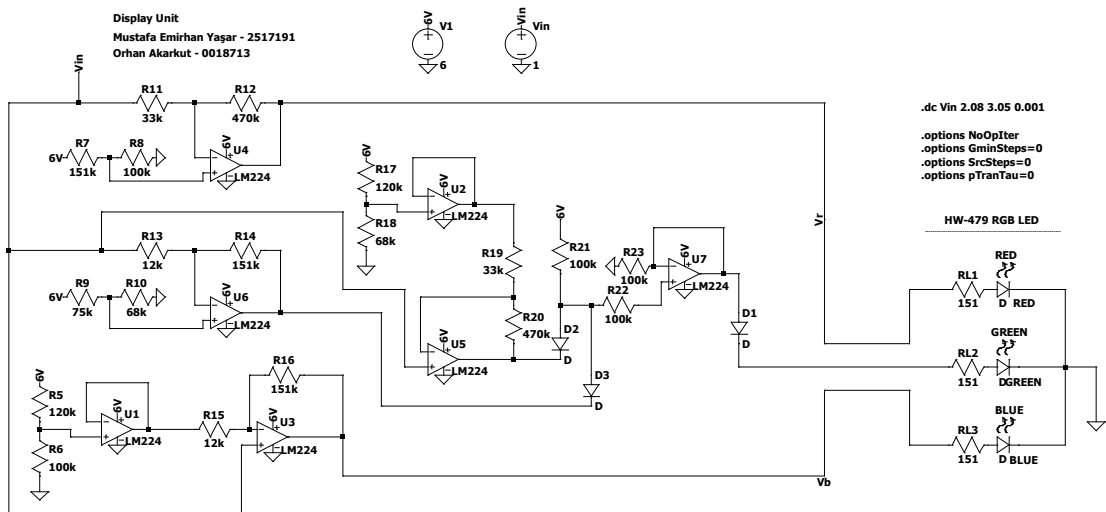 Display Unit
Mustafa Emirhan Yaşar - 2517191
Orhan Akarkut - 0018713
6V
V1
6
Vin
Vin
1
Vin
R11
33k
R12
470k
R7
6V
151k
R8
100k
6V
U4
LM224
R13
12k
R14
151k
R9
6V
75k
R10
68k
6V
U6
LM224
6V
R17
120k
R18
68k
6V
U2
LM224
R19
33k
R20
470k
6V
U5
LM224
6V
R21
100k
D2
D
D3
D
R23
100k
R22
100k
6V
U7
LM224
D1
D
6V
R5
120k
R6
100k
6V
U1
LM224
R15
12k
R16
151k
6V
U3
LM224
Vr
Vb
.dc Vin 2.08 3.05 0.001
.options NoOpIter
.options GminSteps=0
.options SrcSteps=0
.options pTranTau=0
HW-479 RGB LED
RL1
151
RED
D RED
RL2
151
GREEN
DGREEN
RL3
151
BLUE
D BLUE